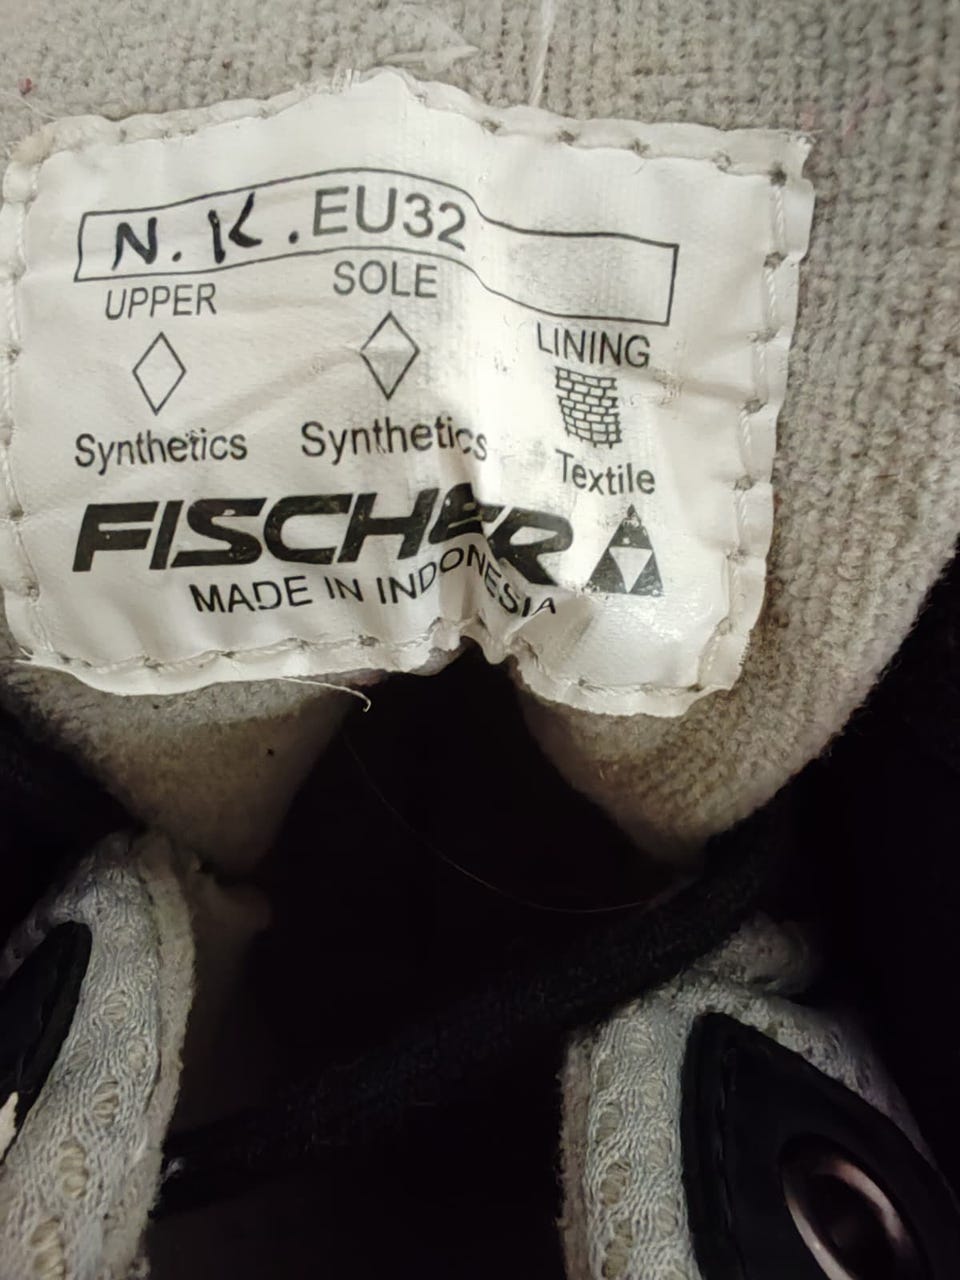 N.K. EU32
UPPER SOLE LINING
Synthetics Synthetics Textile
FISCHER
MADE IN INDONESIA